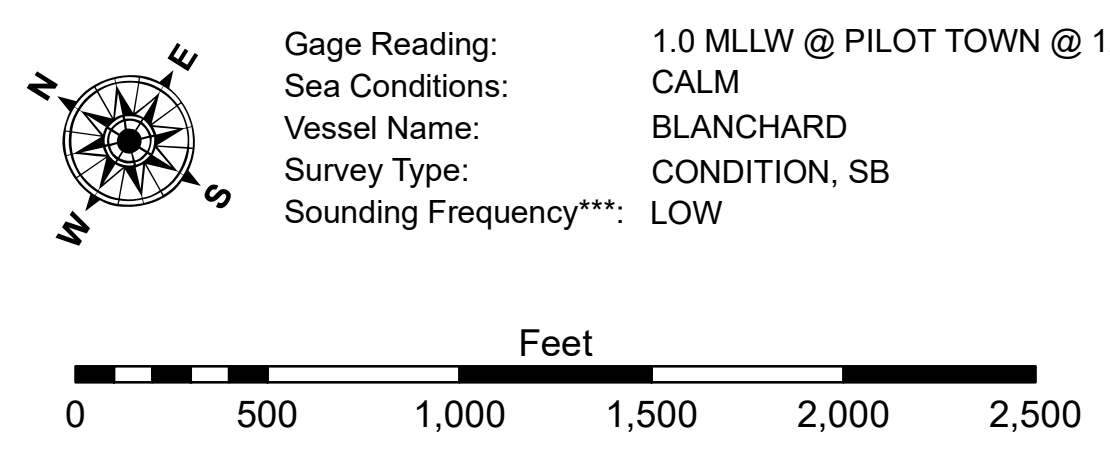 N
E
S
W
Gage Reading: 1.0 MLLW @ PILOT TOWN @ 1
Sea Conditions: CALM
Vessel Name: BLANCHARD
Survey Type: CONDITION, SB
Sounding Frequency***: LOW
Feet
0 500 1,000 1,500 2,000 2,500